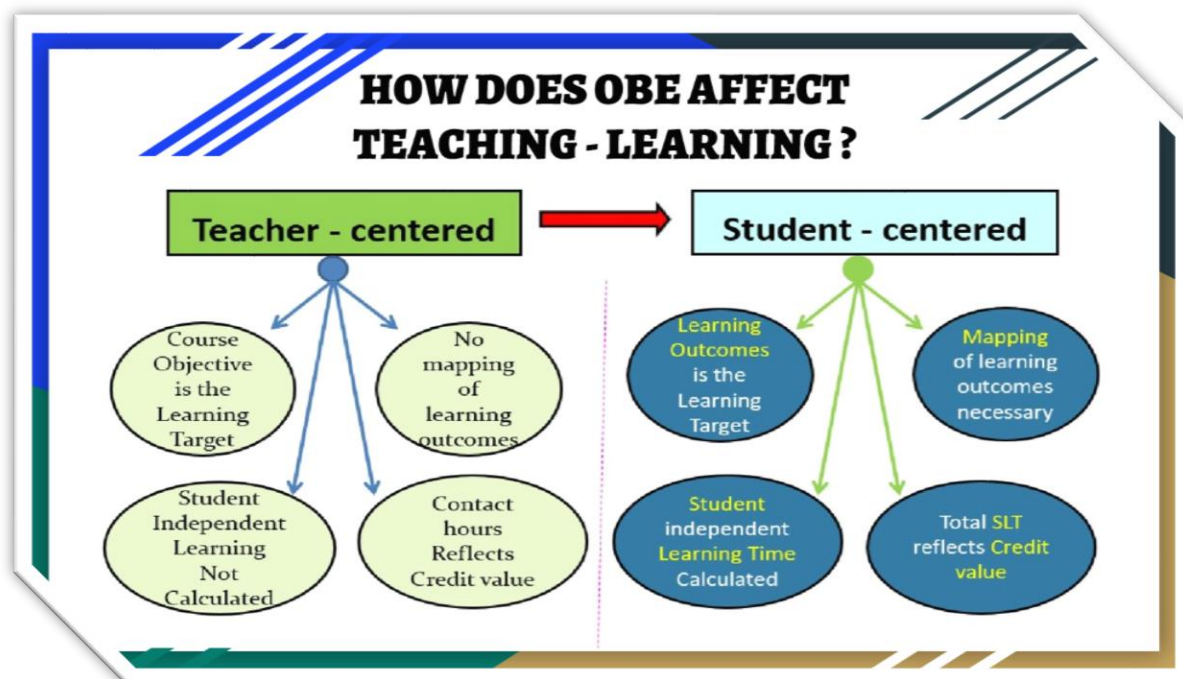 HOW DOES OBE AFFECT
TEACHING - LEARNING ?
Teacher - centered
Student - centered
Course
Objective
is the
Learning
Target
No
mapping
of
learning
outcomes
Student
Independent
Learning
Not
Calculated
Contact
hours
Reflects
Credit value
Learning
Outcomes
is the
Learning
Target
Mapping
of learning
outcomes
necessary
Student
independent
Learning Time
Calculated
Total SLT
reflects Credit
value